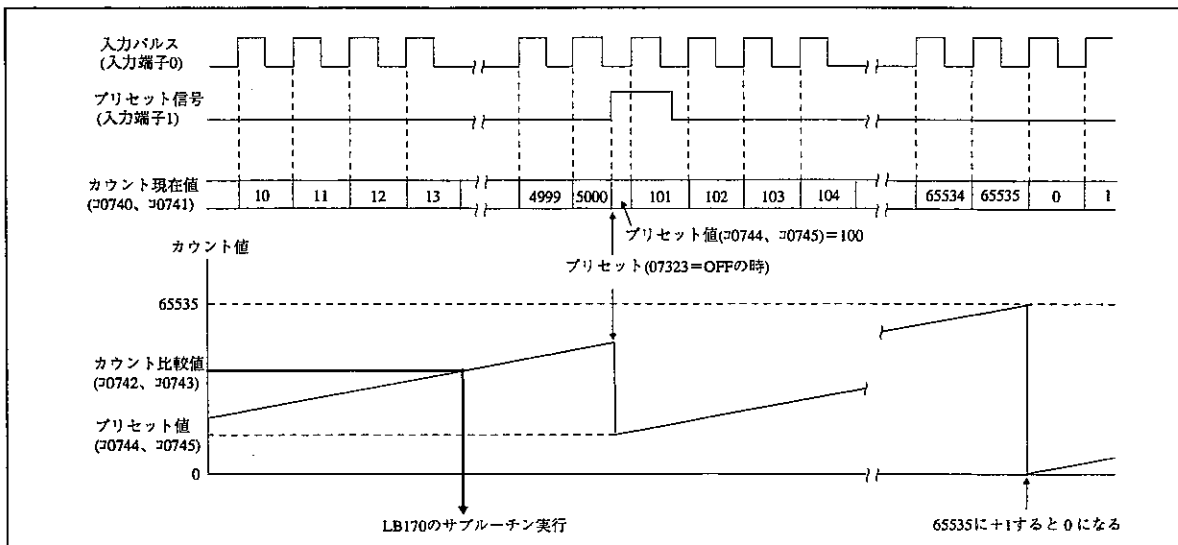 入力パルス
(入力端子0)
プリセット信号
(入力端子1)
カウント現在値
(コ0740、コ0741)
10 11 12 13 4999 5000 101 102 103 104 65534 65535 0 1
プリセット値(コ0744、コ0745)=100
カウント値
プリセット(07323=OFFの時)
65535
カウント比較値
(コ0742、コ0743)
プリセット値
(コ0744、コ0745)
0
LB170のサブルーチン実行
65535に+1すると 0 になる